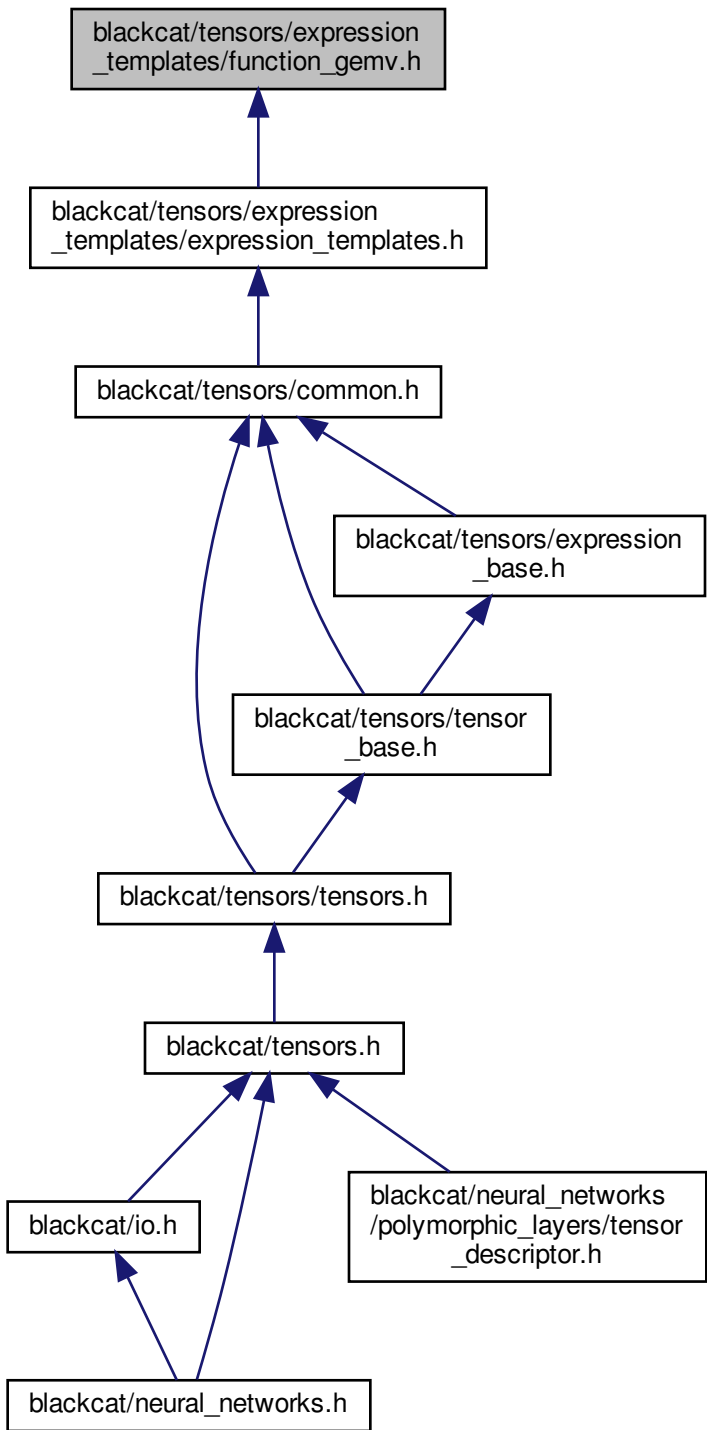 blackcat/tensors/expression
_templates/function_gemv.h
blackcat/tensors/expression
_templates/expression_templates.h
blackcat/tensors/common.h
blackcat/tensors/expression
_base.h
blackcat/tensors/tensor
_base.h
blackcat/tensors/tensors.h
blackcat/tensors.h
blackcat/io.h
blackcat/neural_networks
/polymorphic_layers/tensor
_descriptor.h
blackcat/neural_networks.h